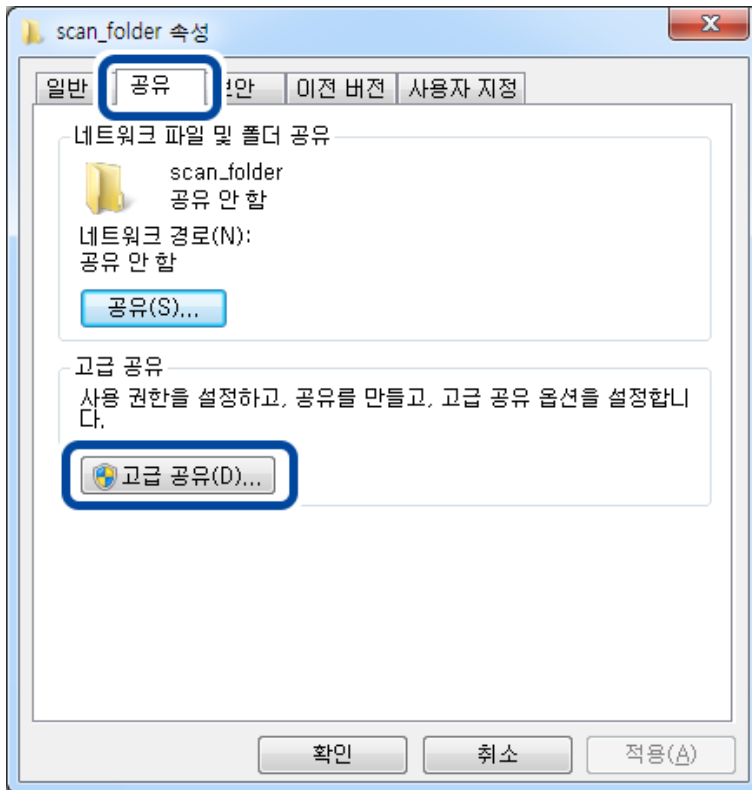 scan_folder 속성
일반 공유 보안 이전 버전 사용자 지정
네트워크 파일 및 폴더 공유
scan_folder
공유 안 함
네트워크 경로(N):
공유 안 함
공유(S)...
고급 공유
사용 권한을 설정하고, 공유를 만들고, 고급 공유 옵션을 설정합니
다.
고급 공유(D)...
확인 취소 적용(A)